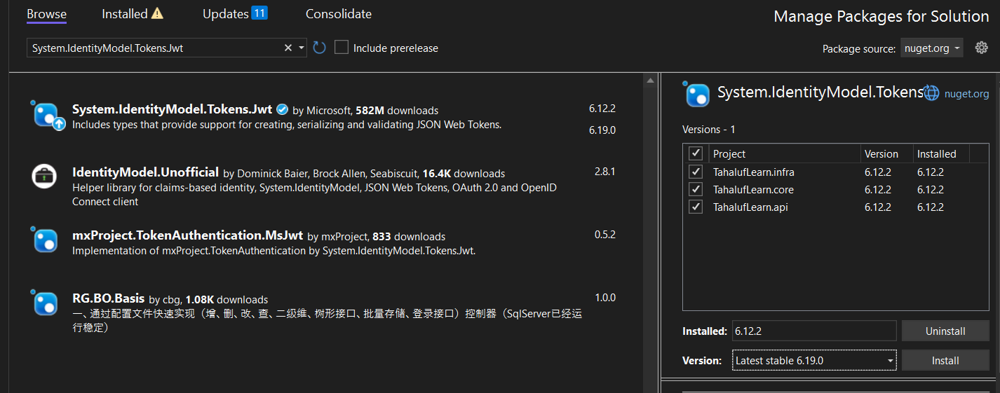 Browse Installed Updates 11 Consolidate
Manage Packages for Solution
System.IdentityModel.Tokens.Jwt
Include prerelease
Package source: nuget.org
System.IdentityModel.Tokens.Jwt by Microsoft, 582M downloads 6.12.2
Includes types that provide support for creating, serializing and validating JSON Web Tokens. 6.19.0
IdentityModel.Unofficial by Dominick Baier, Brock Allen, Seabiscuit, 16.4K downloads 2.8.1
Helper library for claims-based identity, System.IdentityModel, JSON Web Tokens, OAuth 2.0 and OpenID
Connect client
mxProject.TokenAuthentication.MsJwt by mxProject, 833 downloads 0.5.2
Implementation of mxProject.TokenAuthentication by System.IdentityModel.Tokens.Jwt.
RG.BO.Basis by cbg, 1.08K downloads 1.0.0
一、通过配置文件快速实现（增、删、改、查、二级维、树形接口、批量存储、登录接口）控制器（SqlServer已经运
行稳定）
System.IdentityModel.Tokens nuget.org
Versions - 1
Project Version Installed
TahalufLearn.infra 6.12.2 6.12.2
TahalufLearn.core 6.12.2 6.12.2
TahalufLearn.api 6.12.2 6.12.2
Installed: 6.12.2 Uninstall
Version: Latest stable 6.19.0 Install